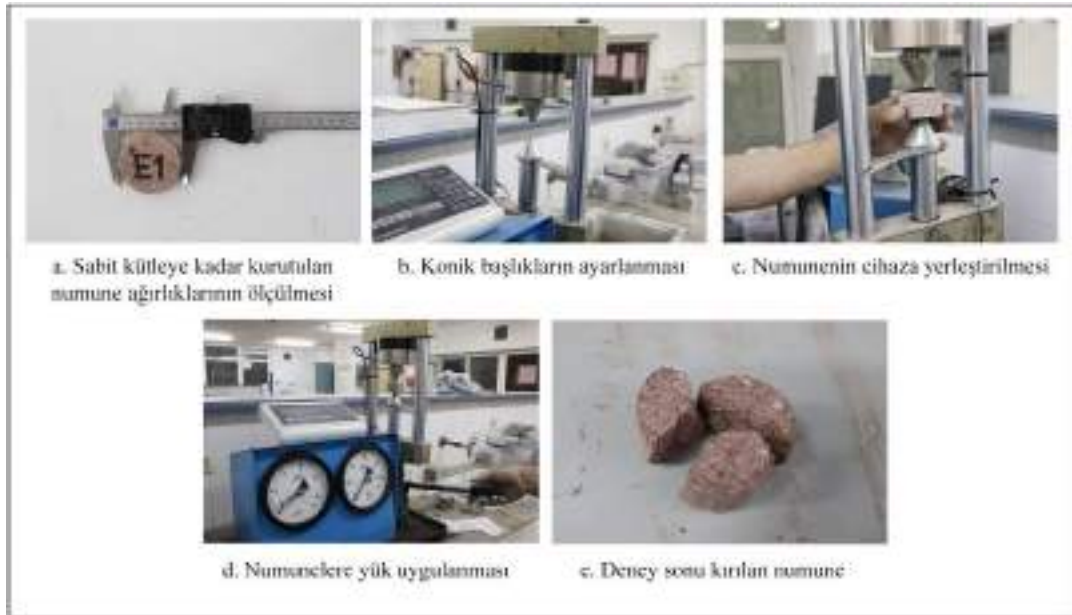 E1
a. Sabit kütleye kadar kurutulan
numune ağırlıklarının ölçülmesi
b. Konik başlıkların ayarlanması
c. Numunenin cihaza yerleştirilmesi
d. Numunelere yük uygulanması
e. Deney sonu kırılan numune